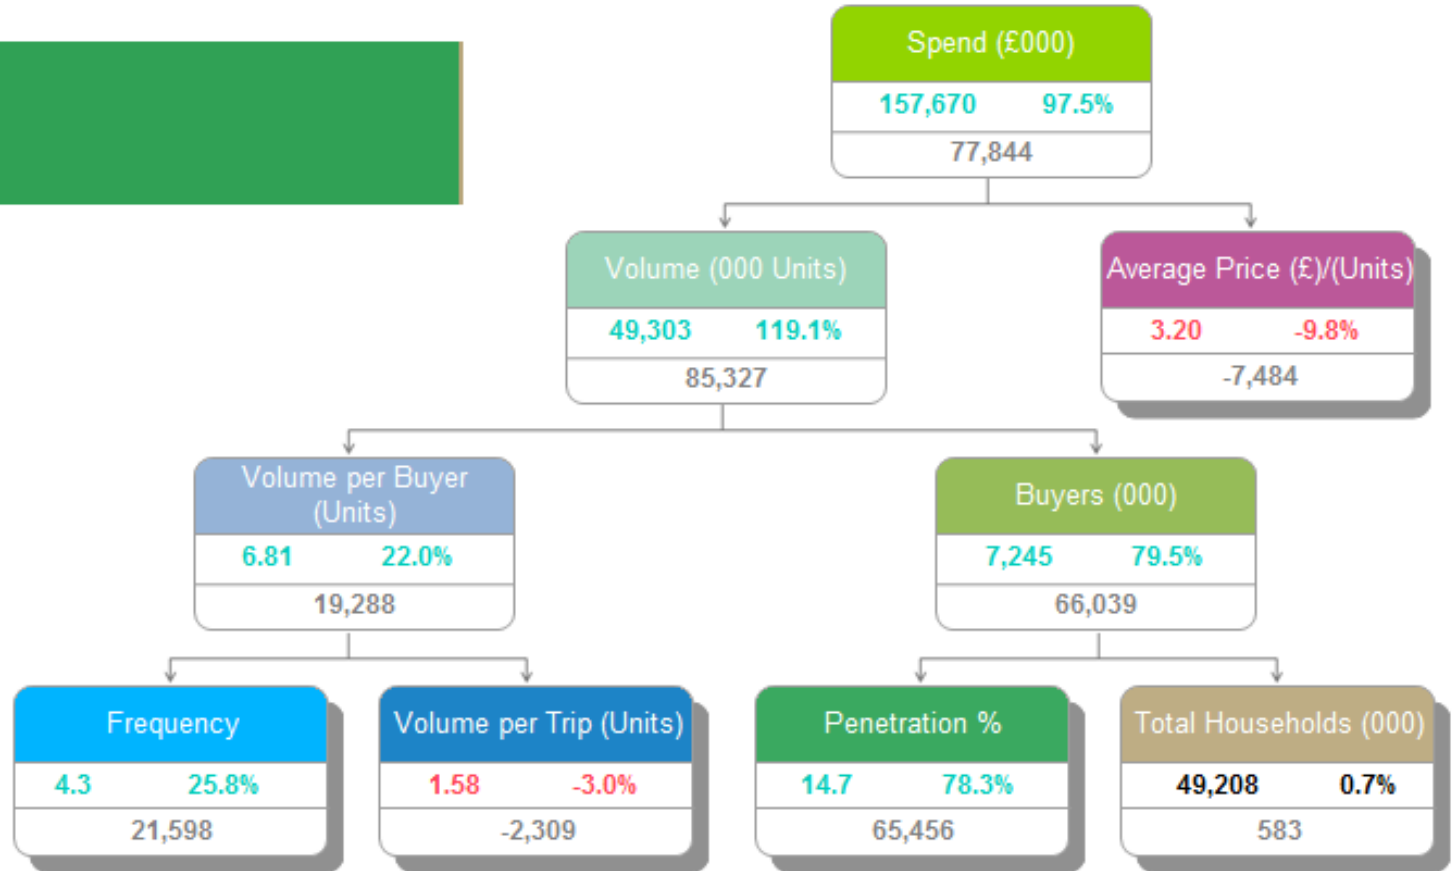 Spend (£000)
157,670 97.5%
77,844
Volume (000 Units)
49,303 119.1%
85,327
Average Price (£)/(Units)
3.20 -9.8%
-7,484
Volume per Buyer
(Units)
6.81 22.0%
19,288
Buyers (000)
7,245 79.5%
66,039
Frequency
4.3 25.8%
21,598
Volume per Trip (Units)
1.58 -3.0%
-2,309
Penetration %
14.7 78.3%
65,456
Total Households (000)
49,208 0.7%
583